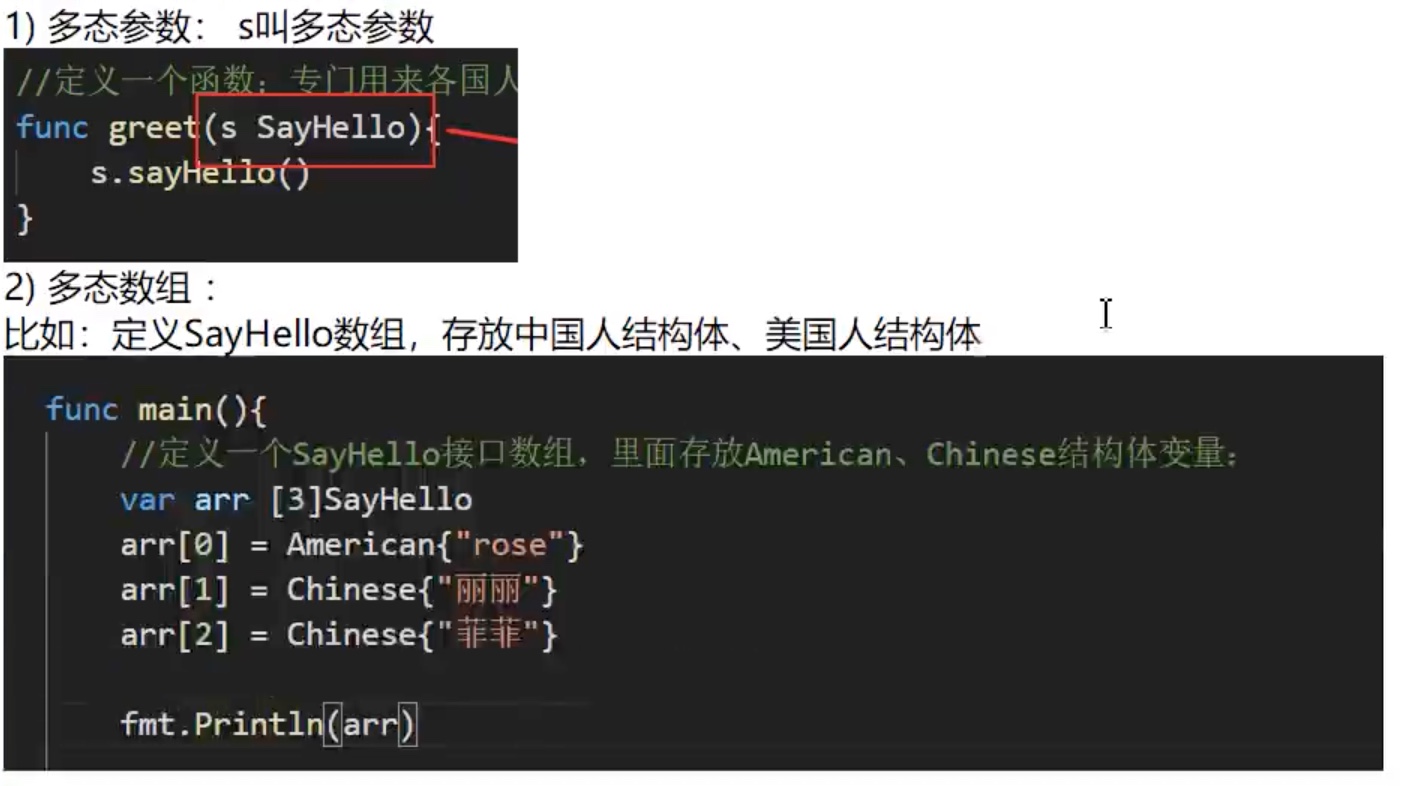 1) 多态参数： s叫多态参数
//定义一个函数：专门用来各国人
func greet(s SayHello){
s.sayHello()
}
2) 多态数组 ：
比如：定义SayHello数组，存放中国人结构体、美国人结构体
func main(){
//定义一个SayHello接口数组，里面存放American、Chinese结构体变量：
var arr [3]SayHello
arr[0] = American{"rose"}
arr[1] = Chinese{"丽丽"}
arr[2] = Chinese{"菲菲"}
fmt.Println(arr)